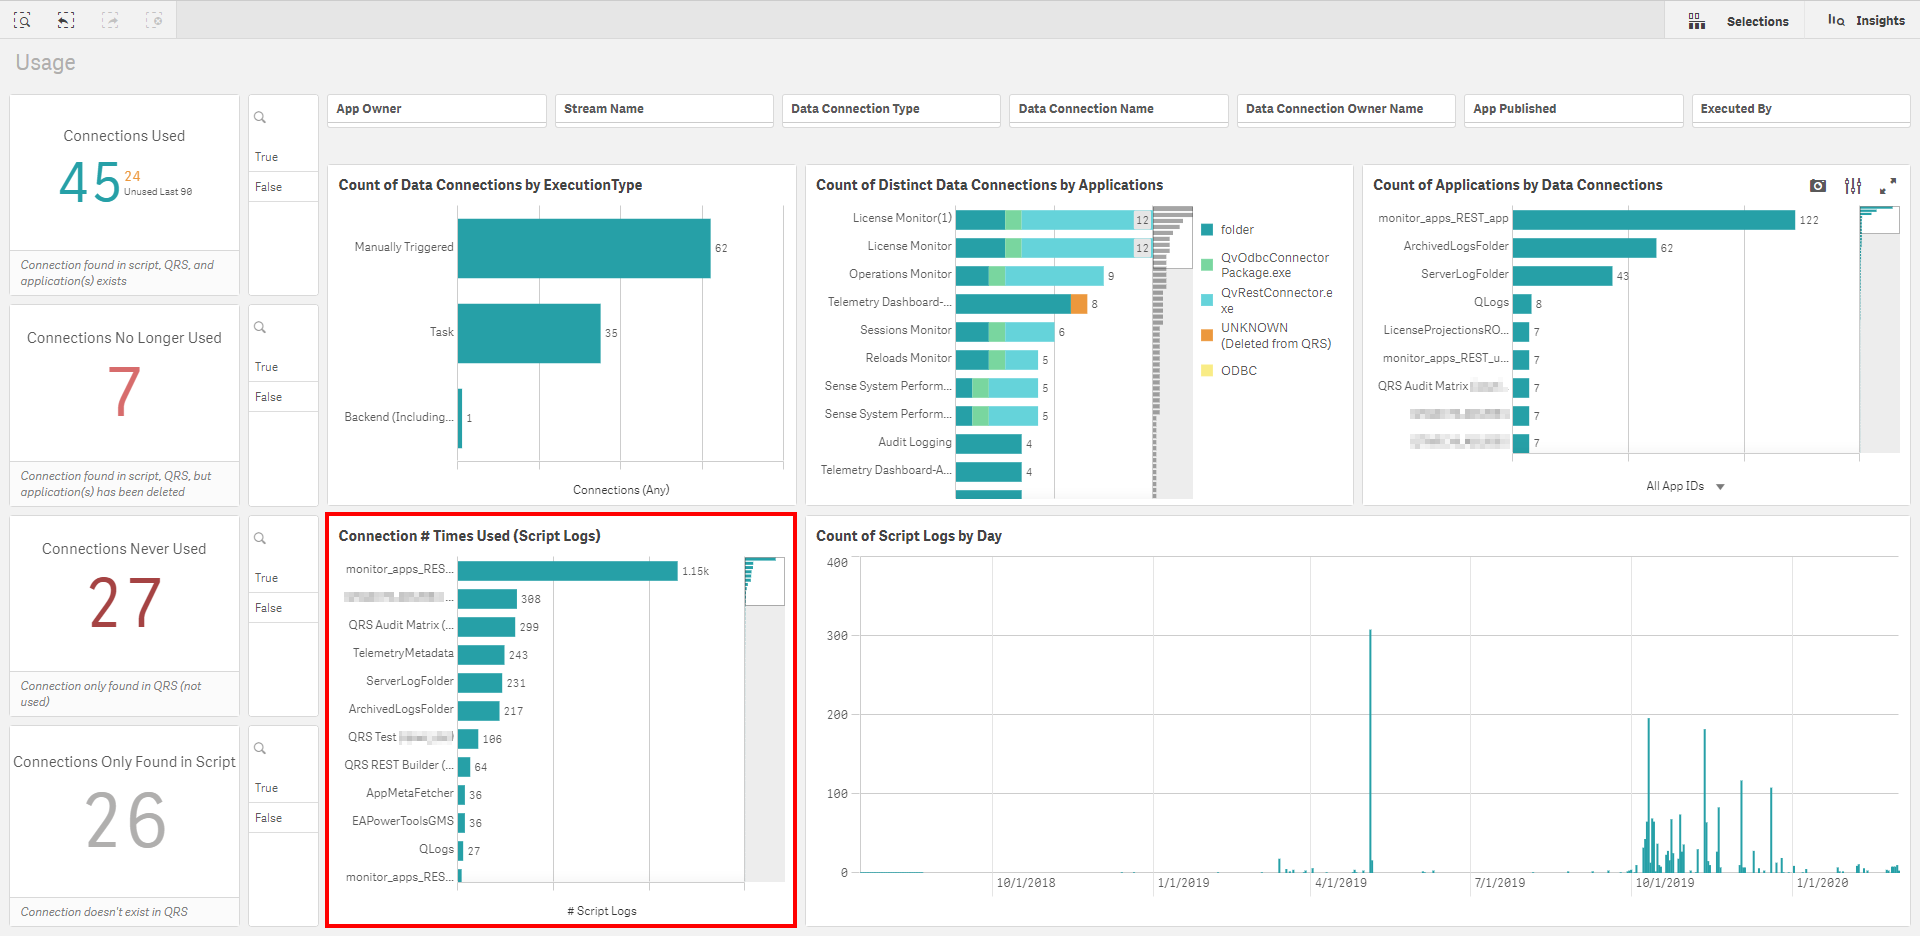 Selections
Insights
Usage
Connections Used
45
24
Unused Last 90
Connection found in script, QRS, and
application(s) exists
True
False
Connections No Longer Used
7
Connection found in script, QRS, but
application(s) has been deleted
True
False
Connections Never Used
27
Connection only found in QRS (not
used)
True
False
Connections Only Found in Script
26
Connection doesn't exist in QRS
True
False
App Owner
Stream Name
Data Connection Type
Data Connection Name
Data Connection Owner Name
App Published
Executed By
Count of Data Connections by ExecutionType
Manually Triggered
62
Task
35
Backend (Including...
1
Connections (Any)
Count of Distinct Data Connections by Applications
License Monitor(1)
12
License Monitor
12
Operations Monitor
9
Telemetry Dashboard-...
8
Sessions Monitor
6
Reloads Monitor
5
Sense System Perform...
5
Sense System Perform...
5
Audit Logging
4
Telemetry Dashboard-A...
4
folder
QvOdbcConnector
Package.exe
QvRestConnector.e
xe
UNKNOWN
(Deleted from QRS)
ODBC
Count of Applications by Data Connections
monitor_apps_REST_app
122
ArchivedLogsFolder
62
ServerLogFolder
43
QLogs
8
LicenseProjectionsRO...
7
monitor_apps_REST_u...
7
QRS Audit Matrix
7
7
7
All App IDs
Connection # Times Used (Script Logs)
monitor_apps_RES...
1.15k
...
308
QRS Audit Matrix (...
299
TelemetryMetadata
243
ServerLogFolder
231
ArchivedLogsFolder
217
QRS Test
106
QRS REST Builder (...
64
AppMetaFetcher
36
EAPowerToolsGMS
36
QLogs
27
monitor_apps_RES...
# Script Logs
Count of Script Logs by Day
400
300
200
100
0
10/1/2018
1/1/2019
4/1/2019
7/1/2019
10/1/2019
1/1/2020